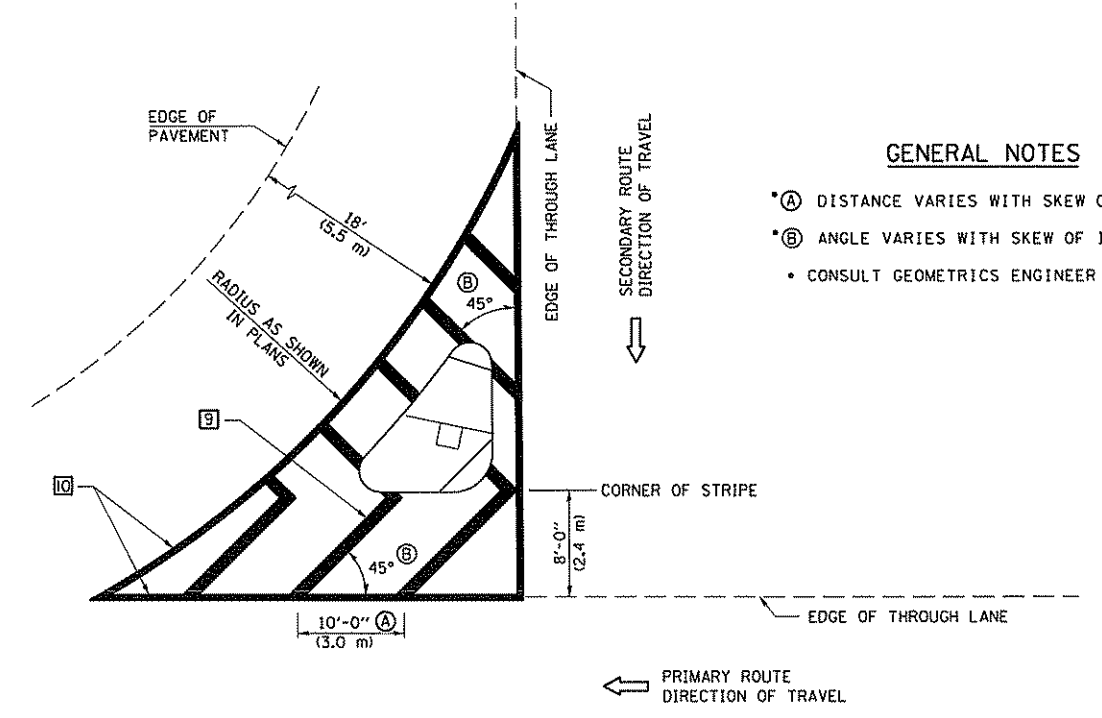 EDGE OF
PAVEMENT
18'
(5.5 m)
RADIUS AS SHOWN
IN PLANS
EDGE OF THROUGH LANE
SECONDARY ROUTE
DIRECTION OF TRAVEL
GENERAL NOTES
*Ⓐ DISTANCE VARIES WITH SKEW
*Ⓑ ANGLE VARIES WITH SKEW OF
• CONSULT GEOMETRICS ENGINEER
Ⓑ
45°
9
10
45° Ⓑ
CORNER OF STRIPE
8'-0"
(2.4 m)
10'-0" Ⓐ
(3.0 m)
EDGE OF THROUGH LANE
PRIMARY ROUTE
DIRECTION OF TRAVEL